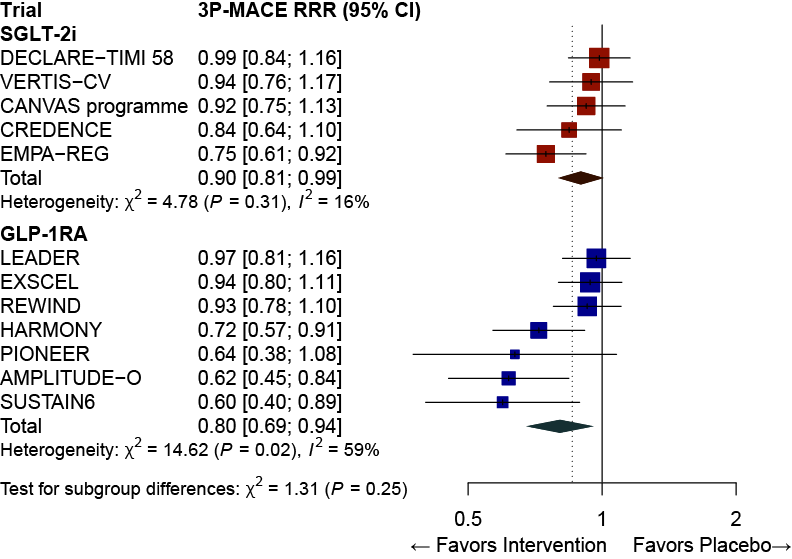 Trial 3P-MACE RRR (95% CI)
SGLT-2i
DECLARE−TIMI 58 0.99 [0.84; 1.16]
VERTIS−CV 0.94 [0.76; 1.17]
CANVAS programme 0.92 [0.75; 1.13]
CREDENCE 0.84 [0.64; 1.10]
EMPA−REG 0.75 [0.61; 0.92]
Total 0.90 [0.81; 0.99]
Heterogeneity: χ² = 4.78 (P = 0.31), I² = 16%
GLP-1RA
LEADER 0.97 [0.81; 1.16]
EXSCEL 0.94 [0.80; 1.11]
REWIND 0.93 [0.78; 1.10]
HARMONY 0.72 [0.57; 0.91]
PIONEER 0.64 [0.38; 1.08]
AMPLITUDE−O 0.62 [0.45; 0.84]
SUSTAIN6 0.60 [0.40; 0.89]
Total 0.80 [0.69; 0.94]
Heterogeneity: χ² = 14.62 (P = 0.02), I² = 59%
Test for subgroup differences: χ² = 1.31 (P = 0.25)
0.5 1 2
← Favors Intervention Favors Placebo→